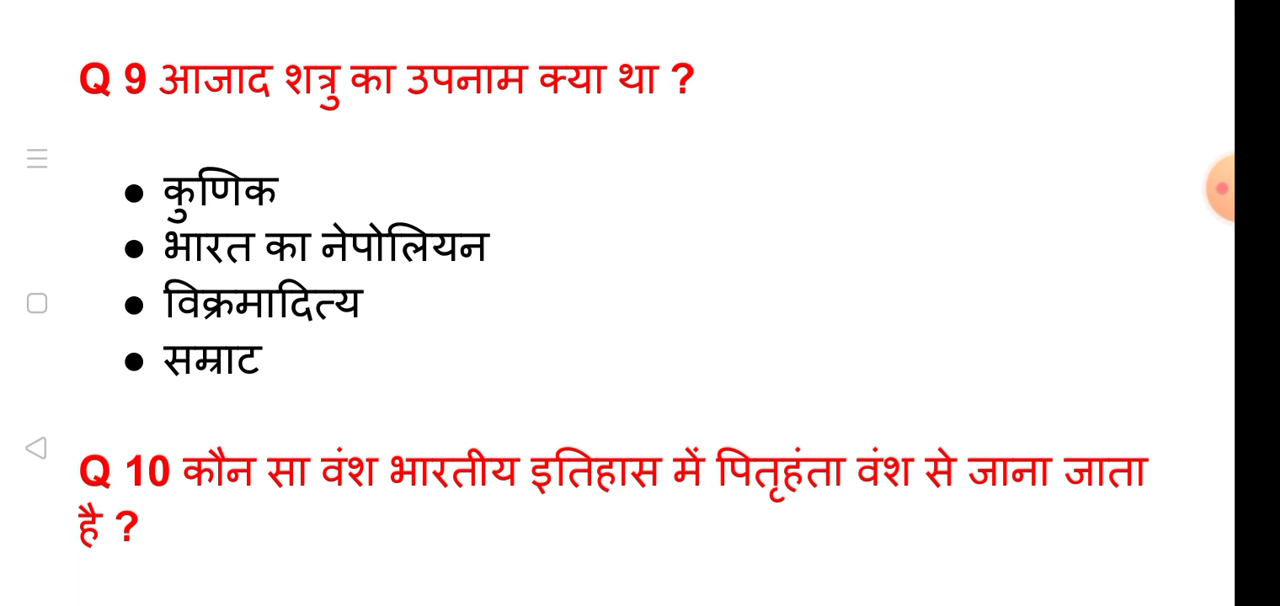 Q 9 आजाद शत्रु का उपनाम क्या था ?
● कुणिक
● भारत का नेपोलियन
● विक्रमादित्य
● सम्राट
Q 10 कौन सा वंश भारतीय इतिहास में पितृहंता वंश से जाना जाता
है ?